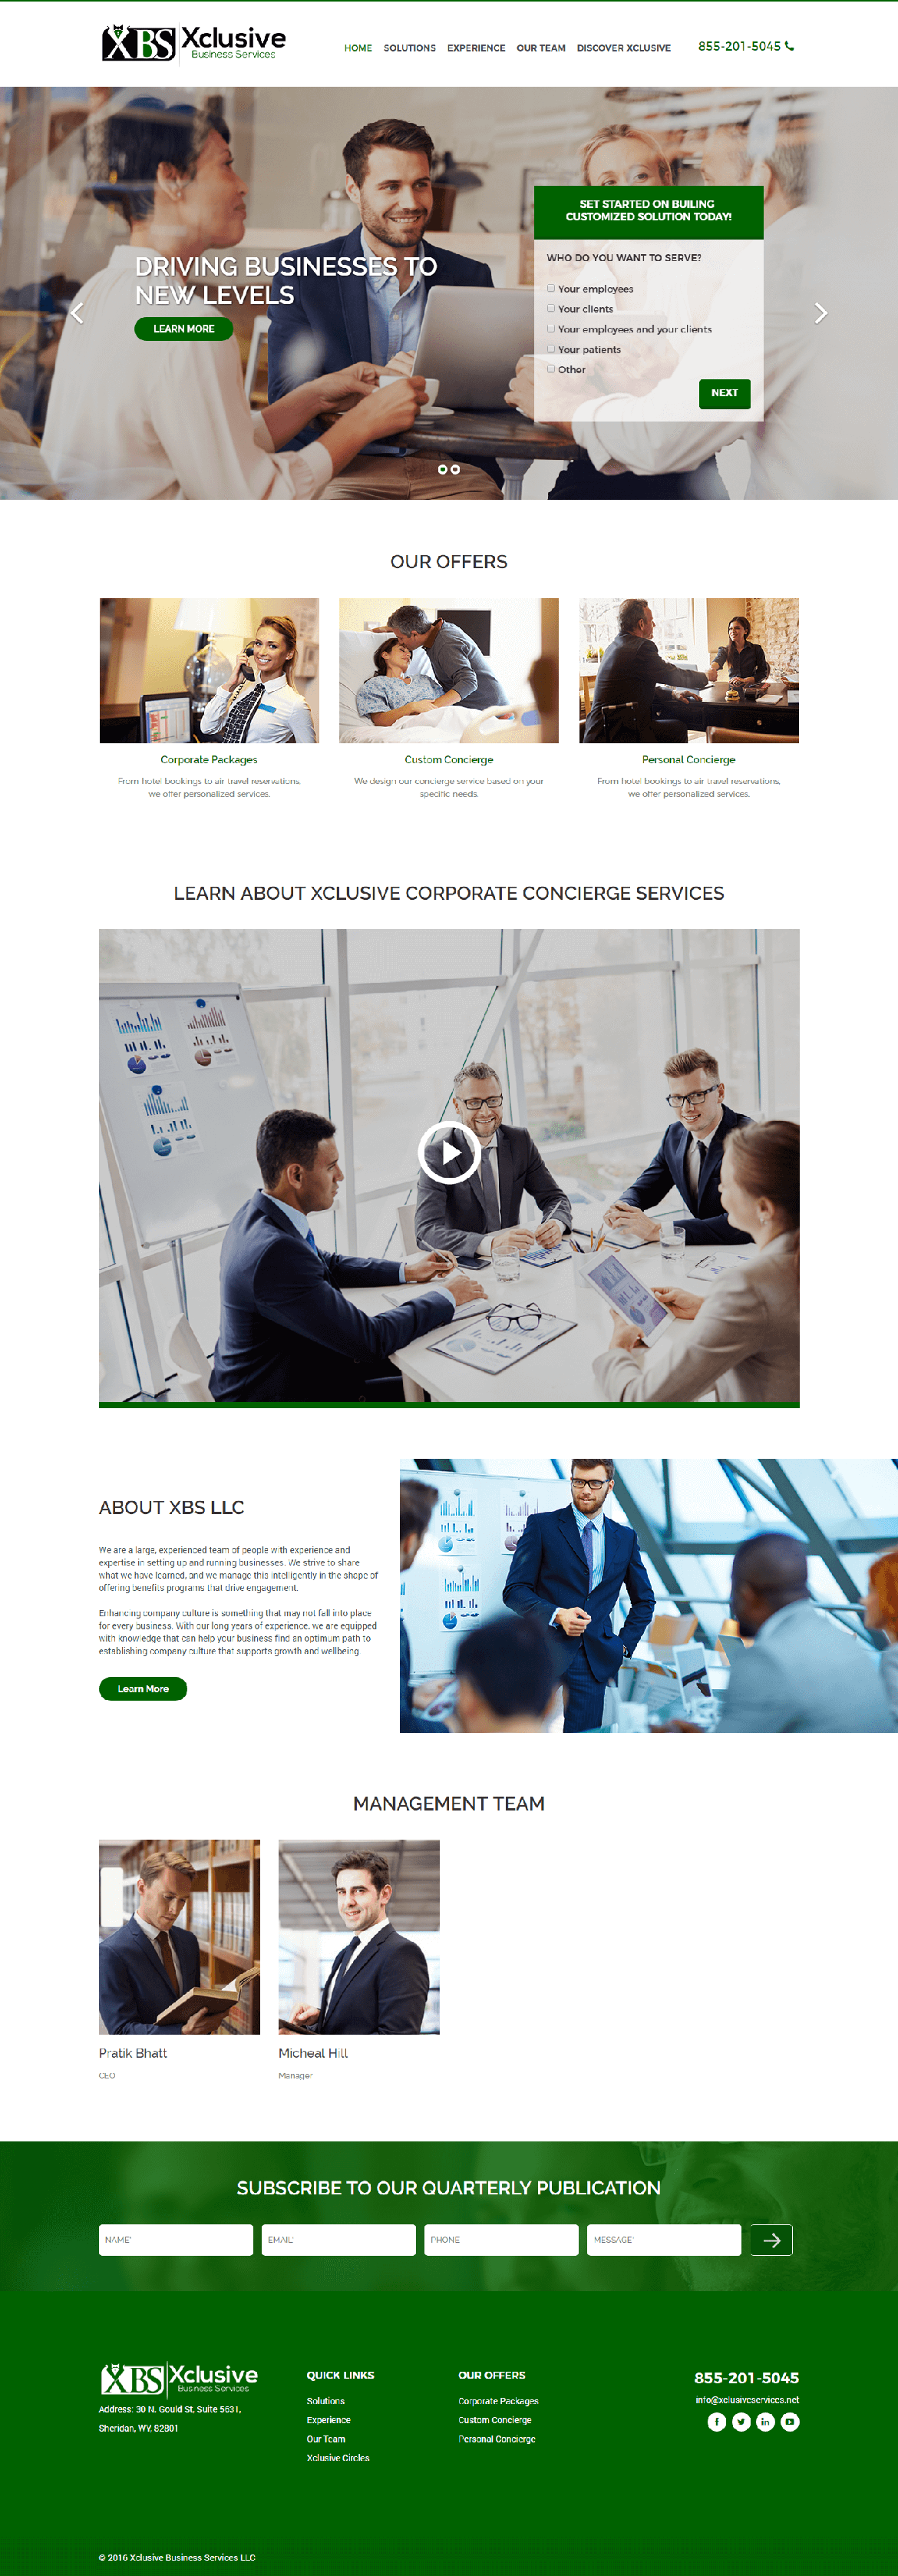 XBS Xclusive
Business Services
HOME SOLUTIONS EXPERIENCE OUR TEAM DISCOVER XCLUSIVE 855-201-5045
DRIVING BUSINESSES TO
NEW LEVELS
LEARN MORE
SET STARTED ON BUILING
CUSTOMIZED SOLUTION TODAY!
WHO DO YOU WANT TO SERVE?
Your employees
Your clients
Your employees and your clients
Your patients
Other
NEXT
OUR OFFERS
Corporate Packages
From hotel bookings to air travel reservations,
we offer personalized services.
Custom Concierge
We design our concierge service based on your
specific needs.
Personal Concierge
From hotel bookings to air travel reservations,
we offer personalized services.
LEARN ABOUT XCLUSIVE CORPORATE CONCIERGE SERVICES
ABOUT XBS LLC
We are a large, experienced team of people with experience and
expertise in setting up and running businesses. We strive to share
what we have learned, and we manage this intelligently in the shape of
offering benefits programs that drive engagement.
Enhancing company culture is something that may not fall into place
for every business. With our long years of experience, we are equipped
with knowledge that can help your business find an optimum path to
establishing company culture that supports growth and wellbeing
Learn More
MANAGEMENT TEAM
Pratik Bhatt
CEO
Micheal Hill
Manager
SUBSCRIBE TO OUR QUARTERLY PUBLICATION
NAME* EMAIL* PHONE MESSAGE*
XBS Xclusive
Business Services
Address: 30 N. Gould St, Suite 5631,
Sheridan, WY, 82801
QUICK LINKS
Solutions
Experience
Our Team
Xclusive Circles
OUR OFFERS
Corporate Packages
Custom Concierge
Personal Concierge
855-201-5045
info@xclusiveservices.net
© 2016 Xclusive Business Services LLC